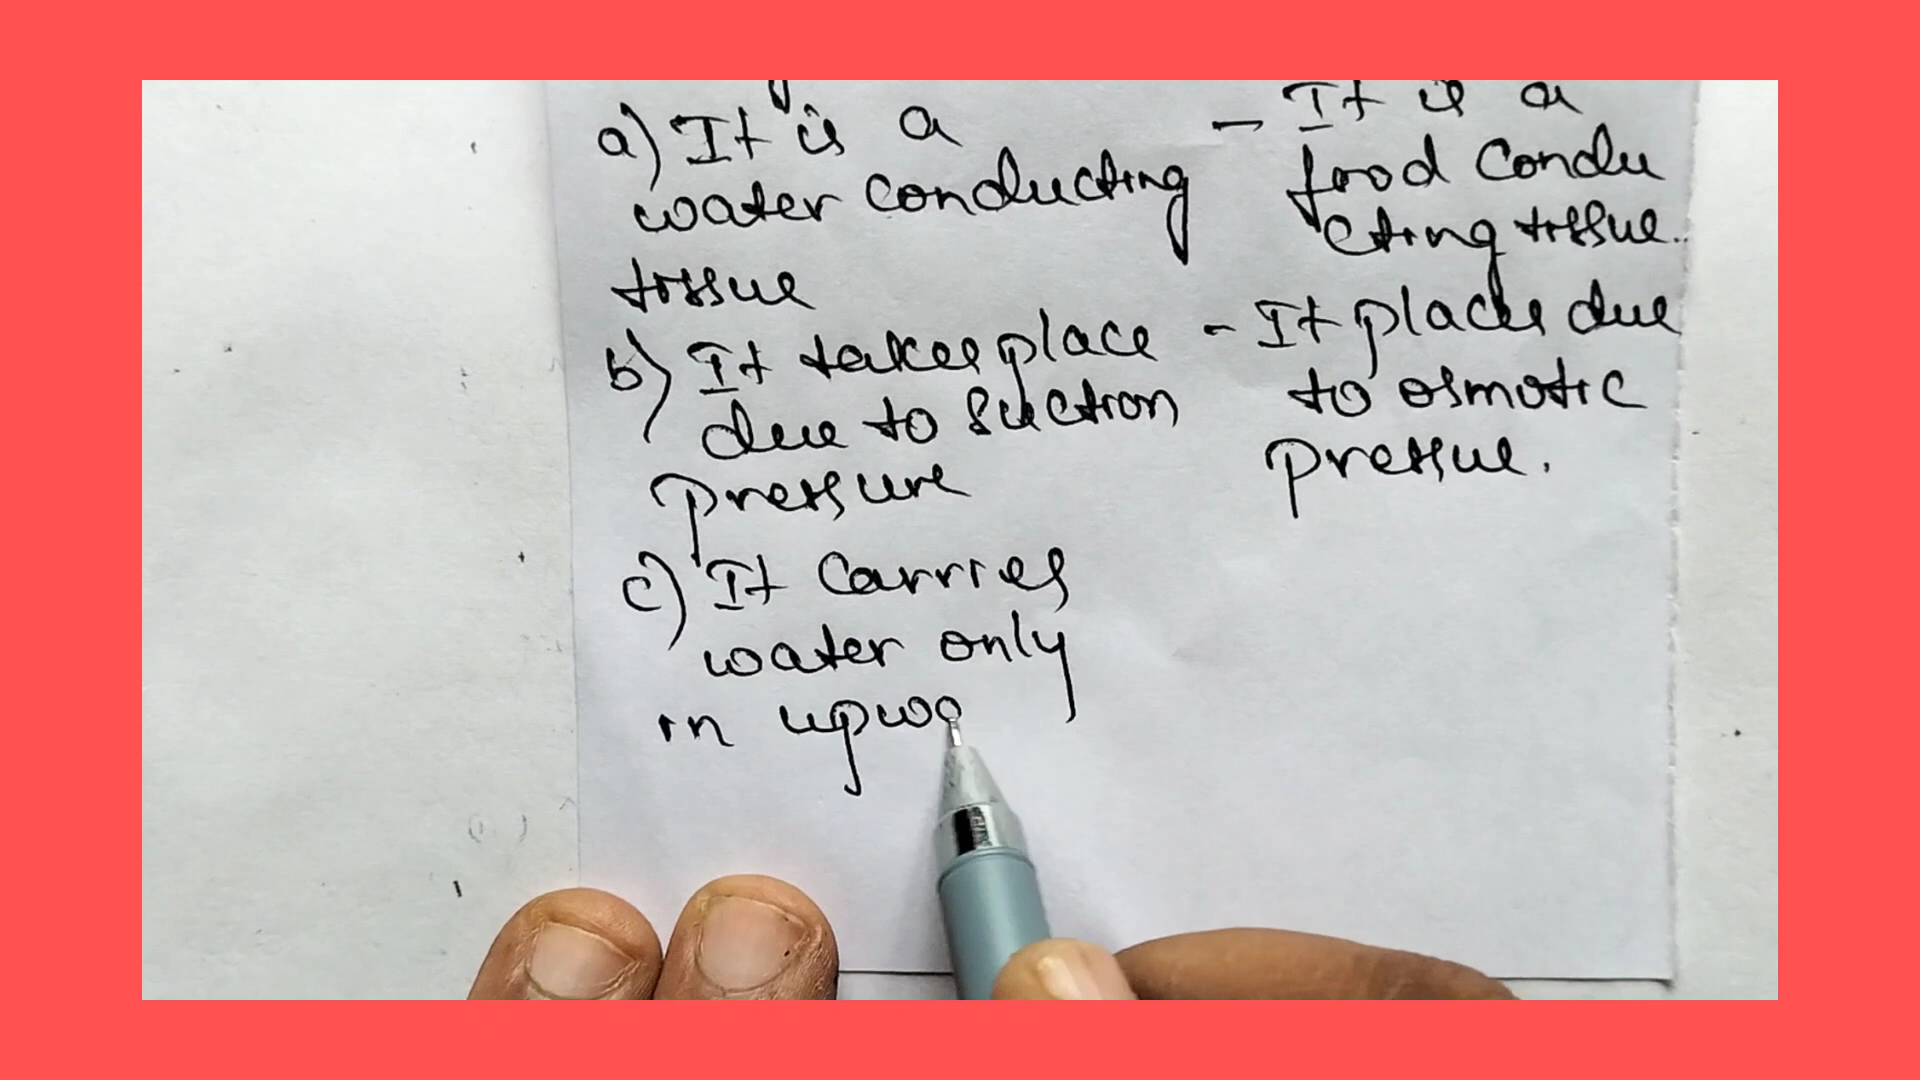 a) It is a
water conducting
tissue
b) It takes place
due to suction
pressure
c) It carries
water only
in upwa
- It is a
food condu
cting tissue.
- It places due
to osmotic
pressue.